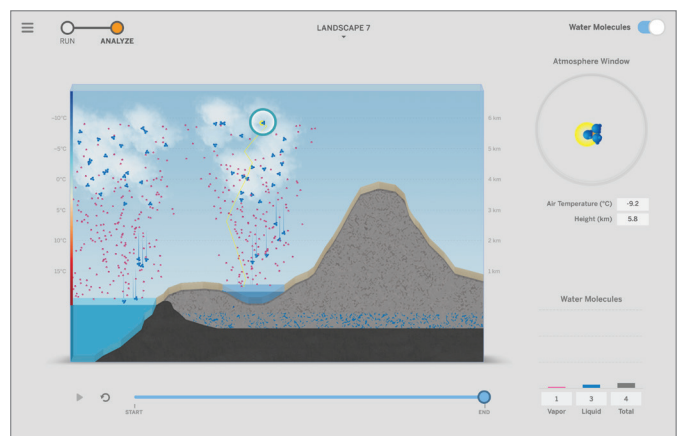 RUN
ANALYZE
LANDSCAPE 7
Water Molecules
Atmosphere Window
-10°C
-5°C
0°C
5°C
10°C
15°C
6 km
5 km
4 km
3 km
2 km
1 km
Air Temperature (°C) -9.2
Height (km) 5.8
Water Molecules
1 3 4
Vapor Liquid Total
START
END